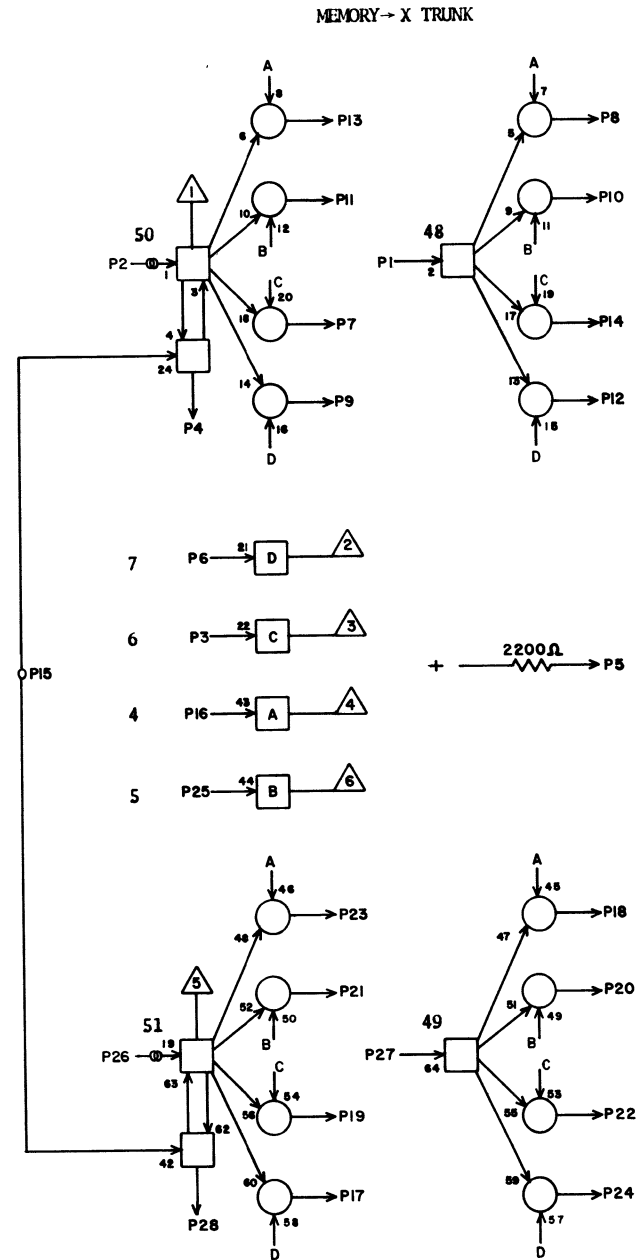 MEMORY→ X TRUNK
A A
8 7
P13 P8
6 5
1
P11 P10
50 10 12 48 9 11
B B
P2 1 P1 2
3 C 20 C 19
4 18 P7 17 P14
24 14 P9 13 P12
P4 16 15
D D
7 P6 21 D 2
6 P3 22 C 3
P15 + 2200Ω P5
4 P16 43 A 4
5 P25 44 B 6
A A
46 45
P23 P18
48 47
5 P21 P20
52 50 51 49
51 B 49 B
P26 19 P27 64
63 C 54 C 53
62 56 P19 55 P22
42 60 P17 59 P24
P28 58 57
D D